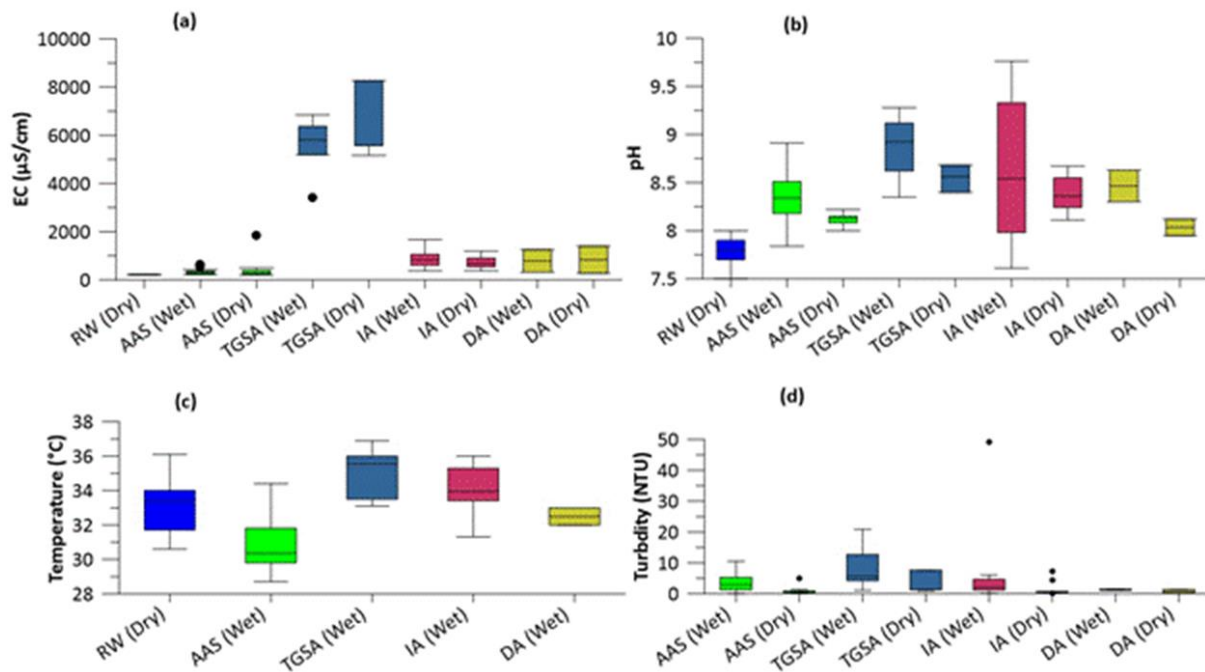 (a)
EC (µS/cm)
10000
8000
6000
4000
2000
0
RW (Dry)
AAS (Wet)
AAS (Dry)
TGSA (Wet)
TGSA (Dry)
IA (Wet)
IA (Dry)
DA (Wet)
DA (Dry)
(b)
pH
10
9.5
9
8.5
8
7.5
RW (Dry)
AAS (Wet)
AAS (Dry)
TGSA (Wet)
TGSA (Dry)
IA (Wet)
IA (Dry)
DA (Wet)
DA (Dry)
(c)
Temperature (°C)
38
36
34
32
30
28
RW (Dry)
AAS (Wet)
TGSA (Wet)
IA (Wet)
DA (Wet)
(d)
Turbdity (NTU)
50
40
30
20
10
0
AAS (Wet)
AAS (Dry)
TGSA (Wet)
TGSA (Dry)
IA (Wet)
IA (Dry)
DA (Wet)
DA (Dry)